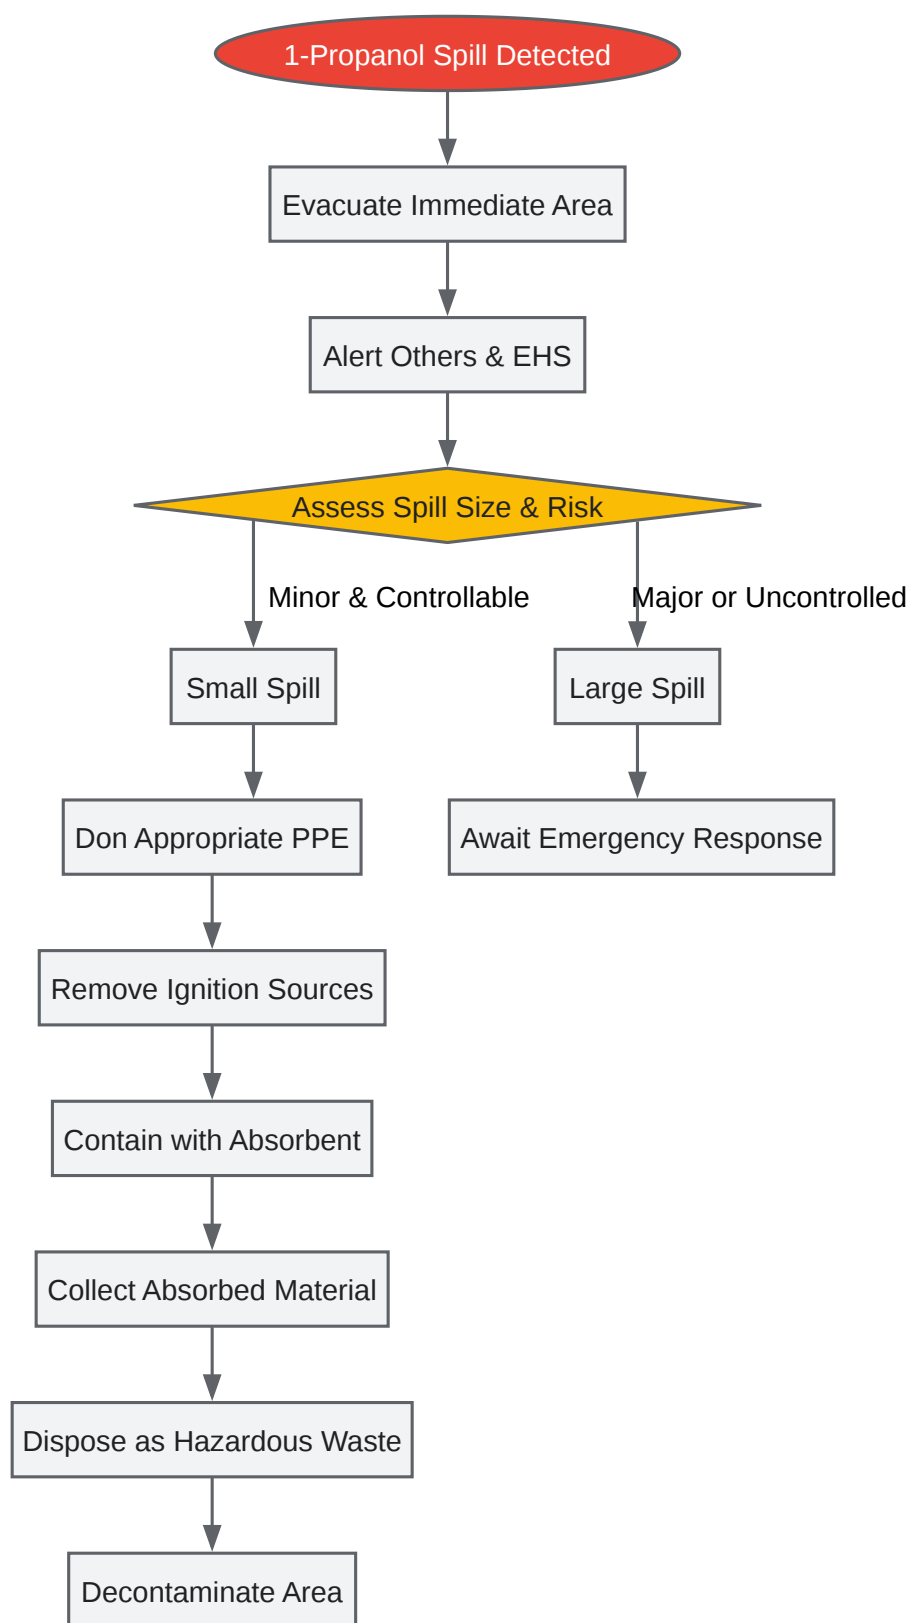 1-Propanol Spill Detected
Evacuate Immediate Area
Alert Others & EHS
Assess Spill Size & Risk
Minor & Controllable
Major or Uncontrolled
Small Spill
Large Spill
Don Appropriate PPE
Await Emergency Response
Remove Ignition Sources
Contain with Absorbent
Collect Absorbed Material
Dispose as Hazardous Waste
Decontaminate Area